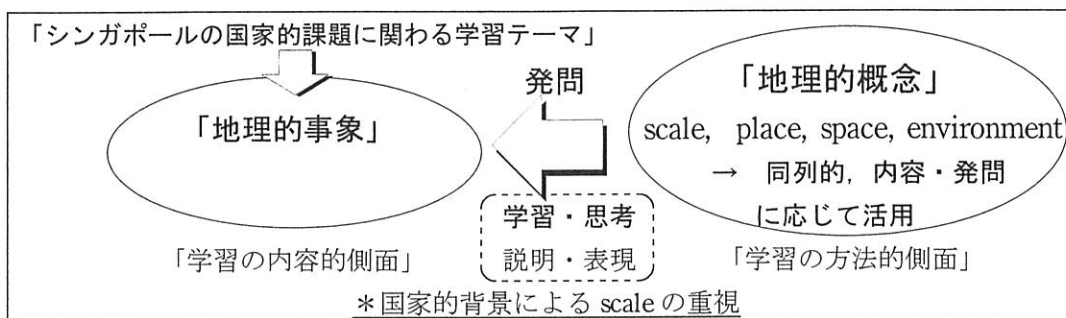 「シンガポールの国家的課題に関わる学習テーマ」
発問
「地理的事象」
「地理的概念」
scale, place, space, environment
→ 同列的，内容・発問
に応じて活用
学習・思考
説明・表現
「学習の内容的側面」
「学習の方法的側面」
＊国家的背景による scale の重視